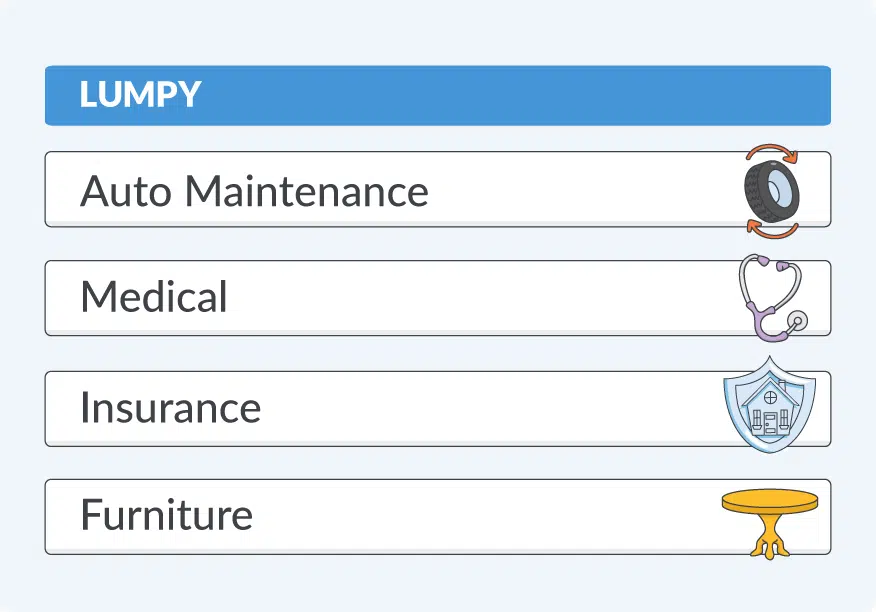 LUMPY
Auto Maintenance
Medical
Insurance
Furniture